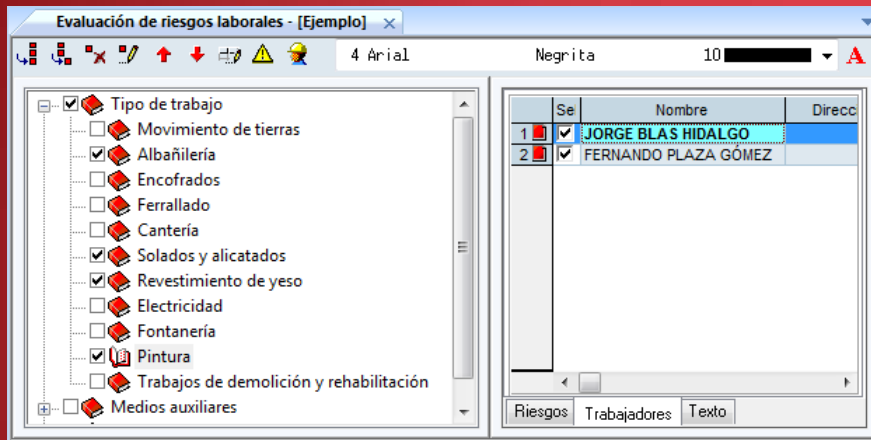 Evaluación de riesgos laborales - [Ejemplo]
4 Arial Negrita 10 A
Tipo de trabajo
Movimiento de tierras
Albañilería
Encofrados
Ferrallado
Cantería
Solados y alicatados
Revestimiento de yeso
Electricidad
Fontanería
Pintura
Trabajos de demolición y rehabilitación
Medios auxiliares
Se Nombre Direcc
1 JORGE BLAS HIDALGO
2 FERNANDO PLAZA GÓMEZ
Riesgos Trabajadores Texto